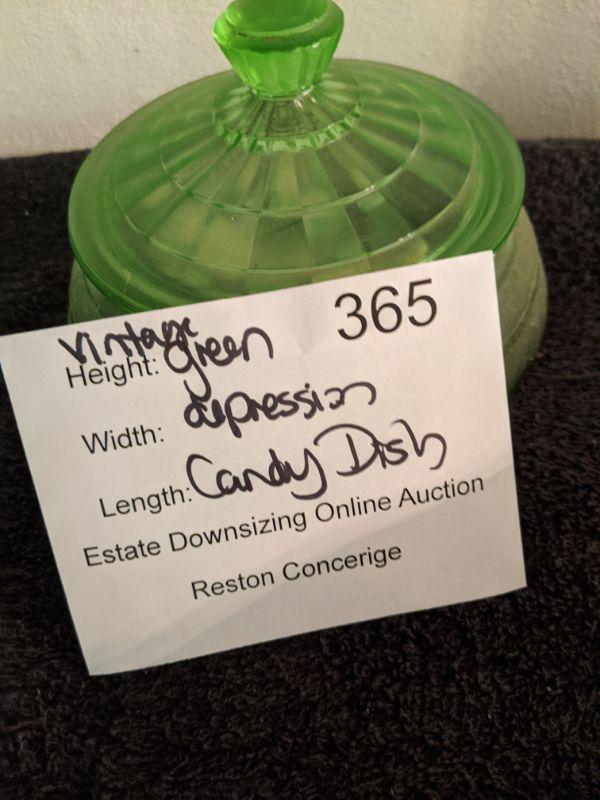 365
vintage
Height: green
Width: depression
Length: Candy Dish
Estate Downsizing Online Auction
Reston Concerige